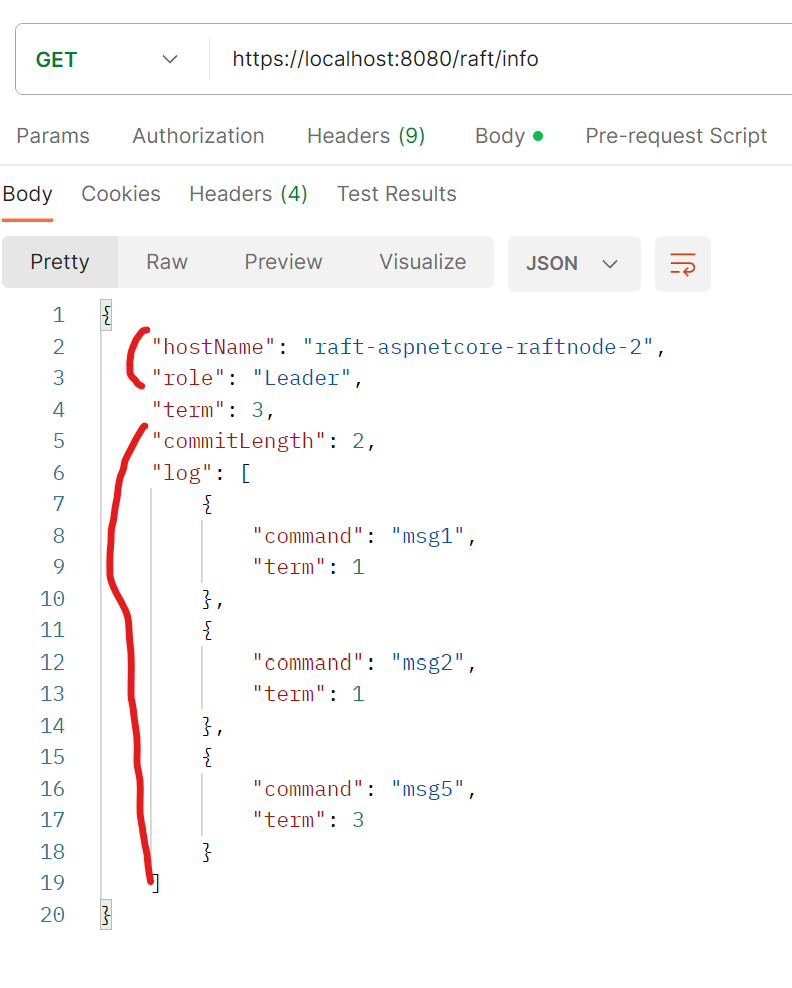 GET https://localhost:8080/raft/info
Params Authorization Headers (9) Body Pre-request Script
Body Cookies Headers (4) Test Results
Pretty Raw Preview Visualize JSON
1 {
2 "hostName": "raft-aspnetcore-raftnode-2",
3 "role": "Leader",
4 "term": 3,
5 "commitLength": 2,
6 "log": [
7 {
8 "command": "msg1",
9 "term": 1
10 },
11 {
12 "command": "msg2",
13 "term": 1
14 },
15 {
16 "command": "msg5",
17 "term": 3
18 }
19 ]
20 }